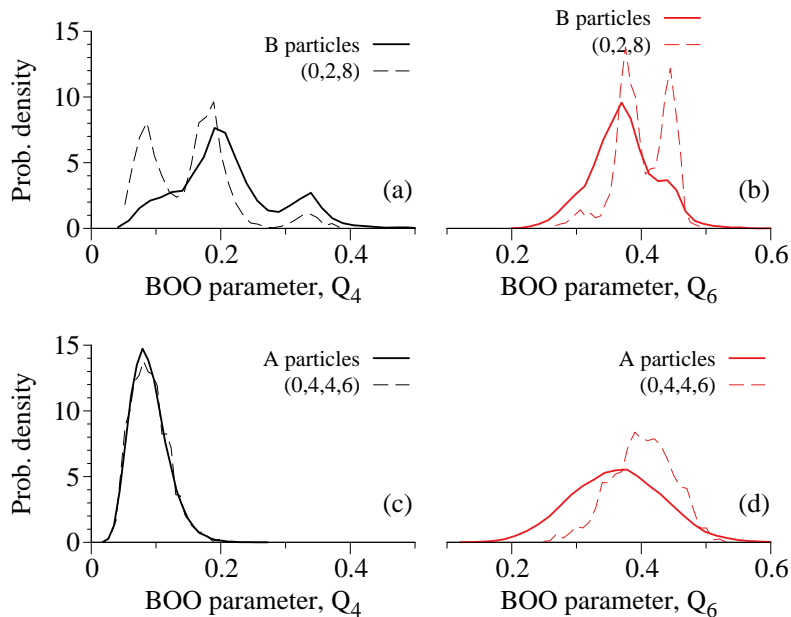 B particles
(0,2,8)
15
10
5
0
Prob. density
(a)
0
0.2
0.4
BOO parameter, Q4
B particles
(0,2,8)
(b)
0.2
0.4
0.6
BOO parameter, Q6
A particles
(0,4,4,6)
15
10
5
0
Prob. density
(c)
0
0.2
0.4
BOO parameter, Q4
A particles
(0,4,4,6)
(d)
0.2
0.4
0.6
BOO parameter, Q6